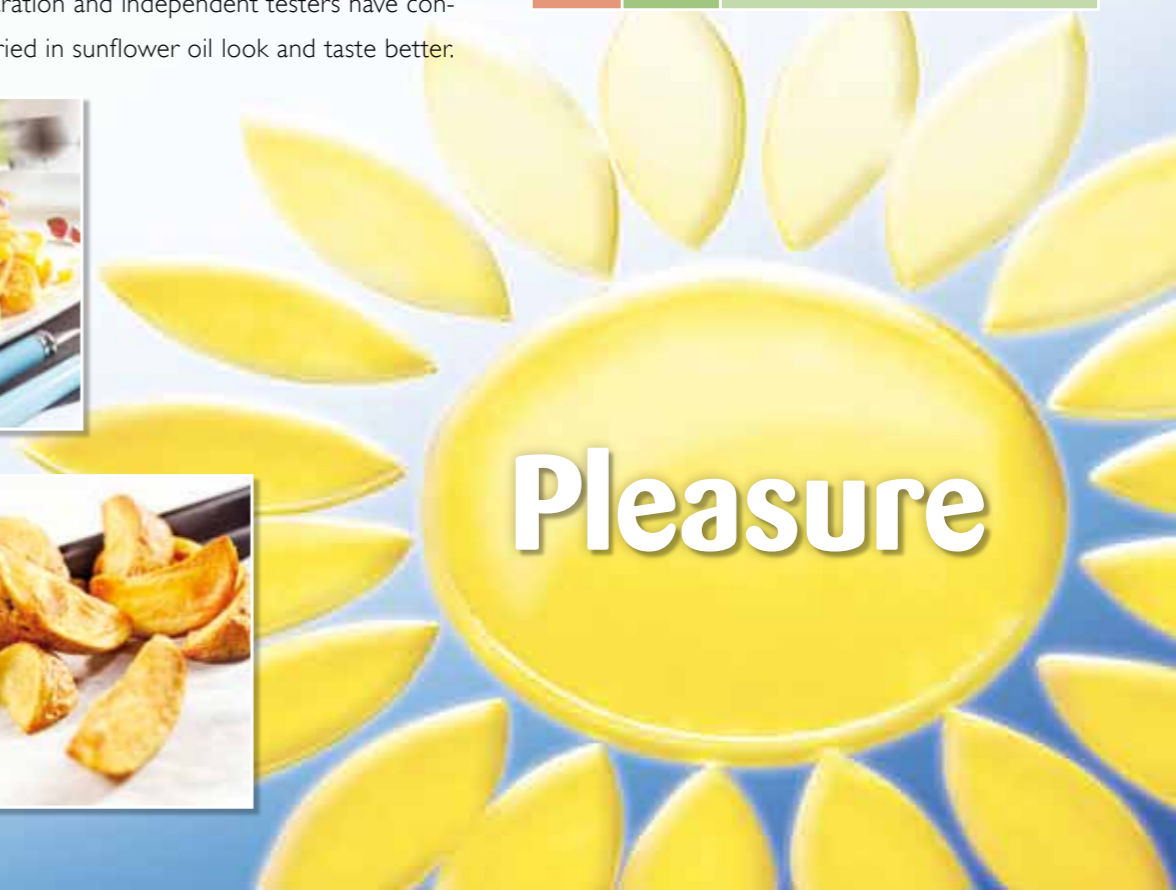 ration and independent testers have con-
ried in sunflower oil look and taste better.
Pleasure